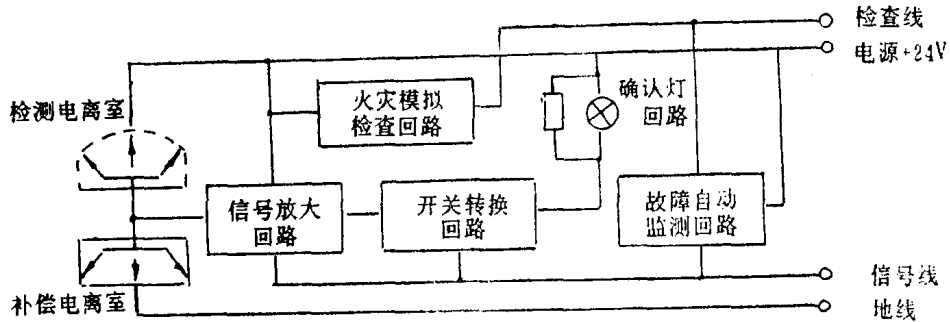 检查线
电源+24V
检测电离室
火灾模拟
检查回路
确认灯
回路
信号放大
回路
开关转换
回路
故障自动
监测回路
补偿电离室
信号线
地线